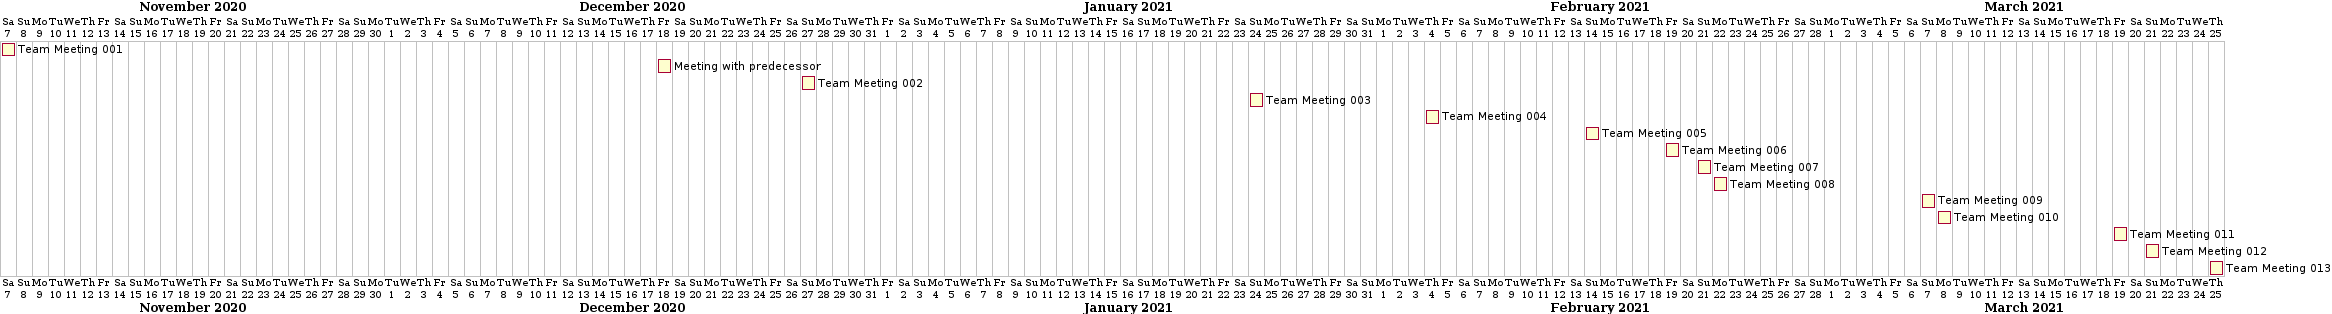 November 2020 December 2020 January 2021 February 2021 March 2021
Sa Su Mo Tu We Th Fr Sa Su Mo Tu We Th Fr Sa Su Mo Tu We Th Fr Sa Su Mo Tu We Th Fr Sa Su Mo Tu We Th Fr Sa Su Mo Tu We Th Fr Sa Su Mo Tu We Th Fr Sa Su Mo Tu We Th Fr Sa Su Mo Tu We Th Fr Sa Su Mo Tu We Th Fr Sa Su Mo Tu We Th Fr Sa Su Mo Tu We Th Fr Sa Su Mo Tu We Th Fr Sa Su Mo Tu We Th Fr Sa Su Mo Tu We Th Fr Sa Su Mo Tu We Th Fr Sa Su Mo Tu We Th Fr Sa Su Mo Tu We Th Fr Sa Su Mo Tu We Th Fr Sa Su Mo Tu We Th
7 8 9 10 11 12 13 14 15 16 17 18 19 20 21 22 23 24 25 26 27 28 29 30 1 2 3 4 5 6 7 8 9 10 11 12 13 14 15 16 17 18 19 20 21 22 23 24 25 26 27 28 29 30 31 1 2 3 4 5 6 7 8 9 10 11 12 13 14 15 16 17 18 19 20 21 22 23 24 25 26 27 28 29 30 31 1 2 3 4 5 6 7 8 9 10 11 12 13 14 15 16 17 18 19 20 21 22 23 24 25 26 27 28 1 2 3 4 5 6 7 8 9 10 11 12 13 14 15 16 17 18 19 20 21 22 23 24 25
Team Meeting 001
Meeting with predecessor
Team Meeting 002
Team Meeting 003
Team Meeting 004
Team Meeting 005
Team Meeting 006
Team Meeting 007
Team Meeting 008
Team Meeting 009
Team Meeting 010
Team Meeting 011
Team Meeting 012
Team Meeting 013
Sa Su Mo Tu We Th Fr Sa Su Mo Tu We Th Fr Sa Su Mo Tu We Th Fr Sa Su Mo Tu We Th Fr Sa Su Mo Tu We Th Fr Sa Su Mo Tu We Th Fr Sa Su Mo Tu We Th Fr Sa Su Mo Tu We Th Fr Sa Su Mo Tu We Th Fr Sa Su Mo Tu We Th Fr Sa Su Mo Tu We Th Fr Sa Su Mo Tu We Th Fr Sa Su Mo Tu We Th Fr Sa Su Mo Tu We Th Fr Sa Su Mo Tu We Th Fr Sa Su Mo Tu We Th Fr Sa Su Mo Tu We Th Fr Sa Su Mo Tu We Th Fr Sa Su Mo Tu We Th Fr Sa Su Mo Tu We Th
7 8 9 10 11 12 13 14 15 16 17 18 19 20 21 22 23 24 25 26 27 28 29 30 1 2 3 4 5 6 7 8 9 10 11 12 13 14 15 16 17 18 19 20 21 22 23 24 25 26 27 28 29 30 31 1 2 3 4 5 6 7 8 9 10 11 12 13 14 15 16 17 18 19 20 21 22 23 24 25 26 27 28 29 30 31 1 2 3 4 5 6 7 8 9 10 11 12 13 14 15 16 17 18 19 20 21 22 23 24 25 26 27 28 1 2 3 4 5 6 7 8 9 10 11 12 13 14 15 16 17 18 19 20 21 22 23 24 25
November 2020 December 2020 January 2021 February 2021 March 2021